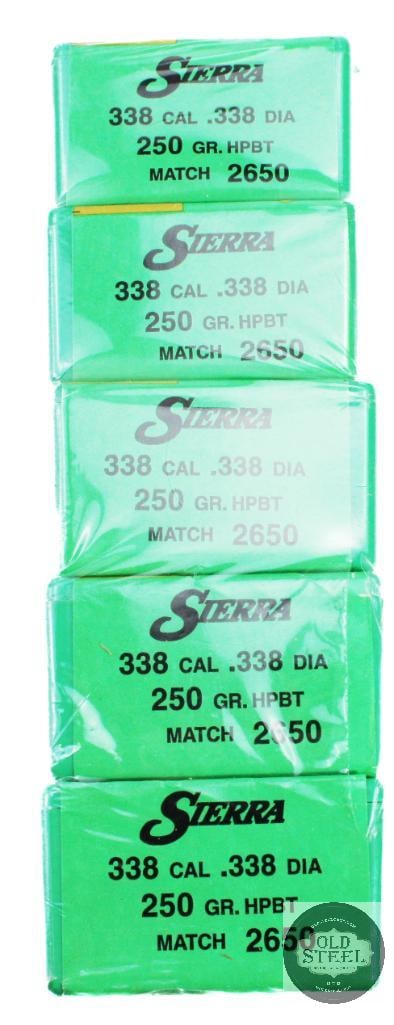 SIERRA
338 CAL .338 DIA
250 GR. HPBT
MATCH 2650
SIERRA
338 CAL .338 DIA
250 GR. HPBT
MATCH 2650
SIERRA
338 CAL .338 DIA
250 GR. HPBT
MATCH 2650
SIERRA
338 CAL .338 DIA
250 GR. HPBT
MATCH 2650
SIERRA
338 CAL .338 DIA
250 GR. HPBT
MATCH 2650
OLD
STEEL